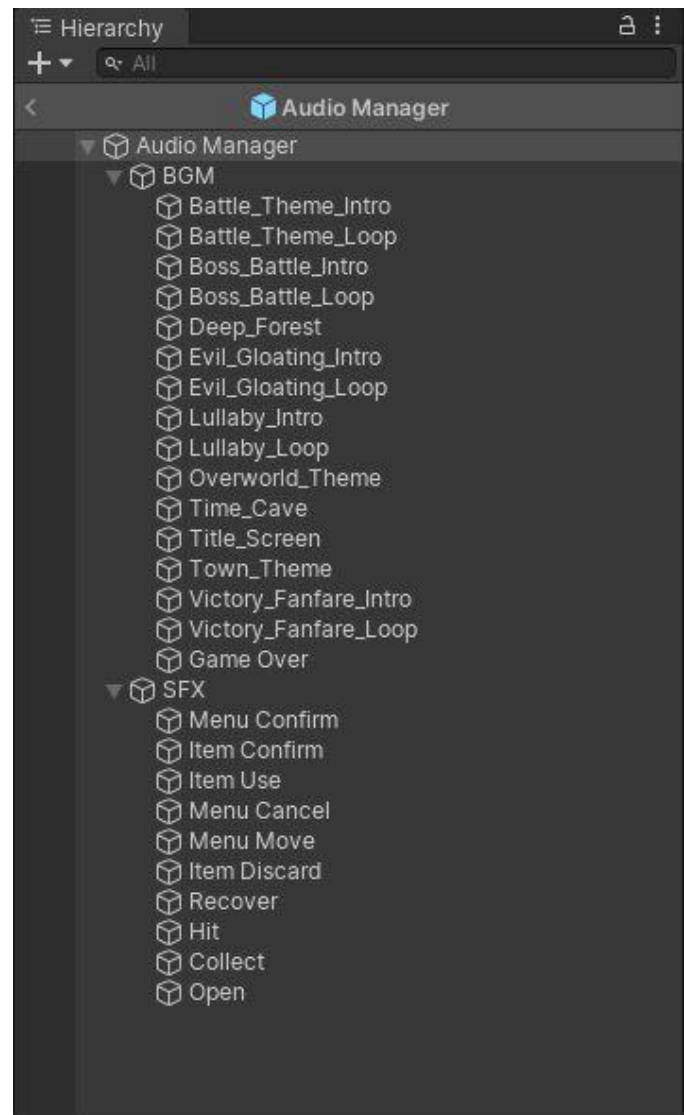 Hierarchy
All
Audio Manager
Audio Manager
BGM
Battle_Theme_Intro
Battle_Theme_Loop
Boss_Battle_Intro
Boss_Battle_Loop
Deep_Forest
Evil_Gloating_Intro
Evil_Gloating_Loop
Lullaby_Intro
Lullaby_Loop
Overworld_Theme
Time_Cave
Title_Screen
Town_Theme
Victory_Fanfare_Intro
Victory_Fanfare_Loop
Game Over
SFX
Menu Confirm
Item Confirm
Item Use
Menu Cancel
Menu Move
Item Discard
Recover
Hit
Collect
Open